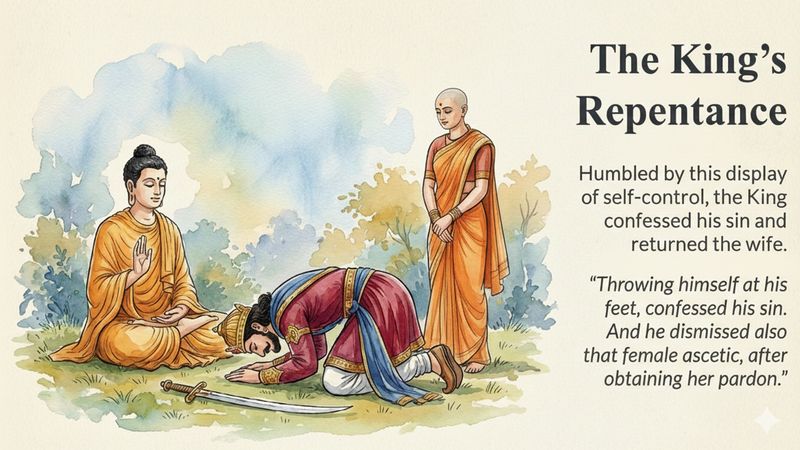 The King’s
Repentance
Humbled by this display
of self-control, the King
confessed his sin and
returned the wife.
“Throwing himself at his
feet, confessed his sin.
And he dismissed also
that female ascetic, after
obtaining her pardon.”